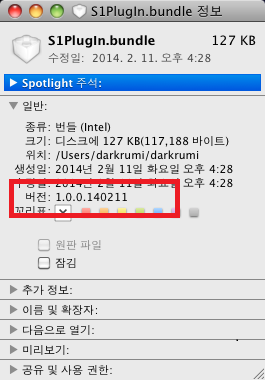 S1PlugIn.bundle 정보
S1PlugIn.bundle 127 KB
수정일: 2014. 2. 11. 오후 4:28
Spotlight 주석:
일반:
종류: 번들 (Intel)
크기: 디스크에 127 KB(117,188 바이트)
위치: /Users/darkrumi/darkrumi
생성일: 2014년 2월 11일 화요일 오후 4:28
수정일: 2014년 2월 11일 화요일 오후 4:28
버전: 1.0.0.140211
꼬리표:
원판 파일
잠김
추가 정보:
이름 및 확장자:
다음으로 열기:
미리보기:
공유 및 사용 권한: